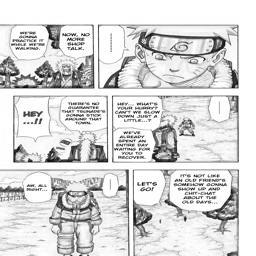 NOW, NO
MORE
SHOP
TALK.
WE'RE
GONNA
PRACTICE
IT WHILE
WE'RE
WALKING.
HEY... WHAT'S
YOUR HURRY?
CAN'T WE SLOW
DOWN JUST A
LITTLE...?
WE'VE
ALREADY
SPENT AN
ENTIRE DAY
WAITING
FOR YOU TO
RECOVER.
THERE'S NO
GUARANTEE
THAT TSUNADE'S
GONNA STICK
AROUND THAT
TOWN.
HEY
...!!
IT'S NOT LIKE
AN OLD FRIEND'S
SOMEHOW GONNA
SHOW UP AND
CHIT-CHAT
ABOUT THE
OLD DAYS...
LET'S
GO!
AW, ALL
RIGHT...